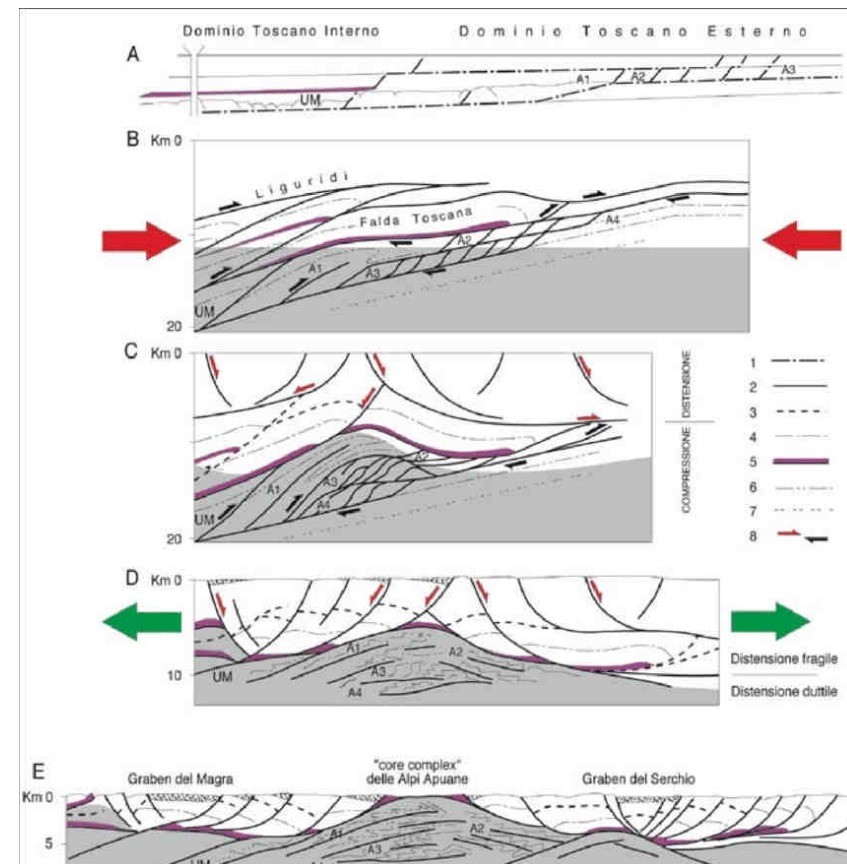 Dominio Toscano Interno
Dominio Toscano Esterno
A
A1
A2
A3
UM
B
Km 0
Liguridi
Falda Toscana
A4
A2
A1
A3
UM
20
C
Km 0
A2
A3
A1
A4
UM
20
DISTENSIONE
COMPRESSIONE
1
2
3
4
5
6
7
8
D
Km 0
A1
A2
A3
UM
10
A4
Distensione fragile
Distensione duttile
E
"core complex"
Graben del Magra
delle Alpi Apuane
Graben del Serchio
Km 0
5
A1
A2
A3
UM